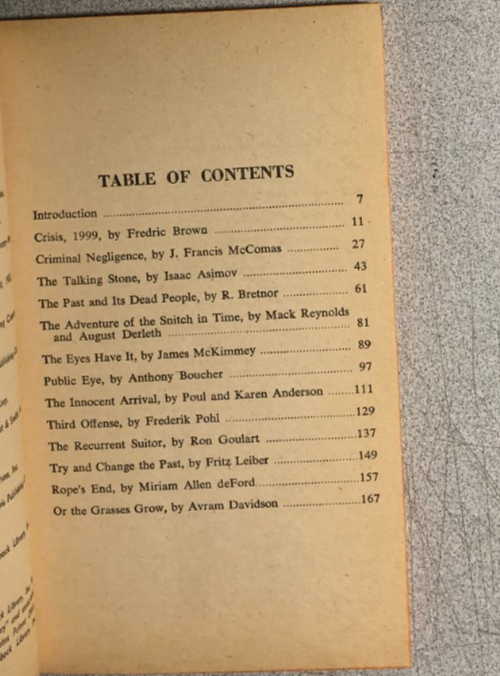 TABLE OF CONTENTS
Introduction ........ 7
Crisis, 1999, by Fredric Brown ........ 11
Criminal Negligence, by J. Francis McComas ........ 27
The Talking Stone, by Isaac Asimov ........ 43
The Past and Its Dead People, by R. Bretnor ........ 61
The Adventure of the Snitch in Time, by Mack Reynolds
and August Derleth ........ 81
The Eyes Have It, by James McKimmey ........ 89
Public Eye, by Anthony Boucher ........ 97
The Innocent Arrival, by Poul and Karen Anderson ........ 111
Third Offense, by Frederik Pohl ........ 129
The Recurrent Suitor, by Ron Goulart ........ 137
Try and Change the Past, by Fritz Leiber ........ 149
Rope's End, by Miriam Allen deFord ........ 157
Or the Grasses Grow, by Avram Davidson ........ 167